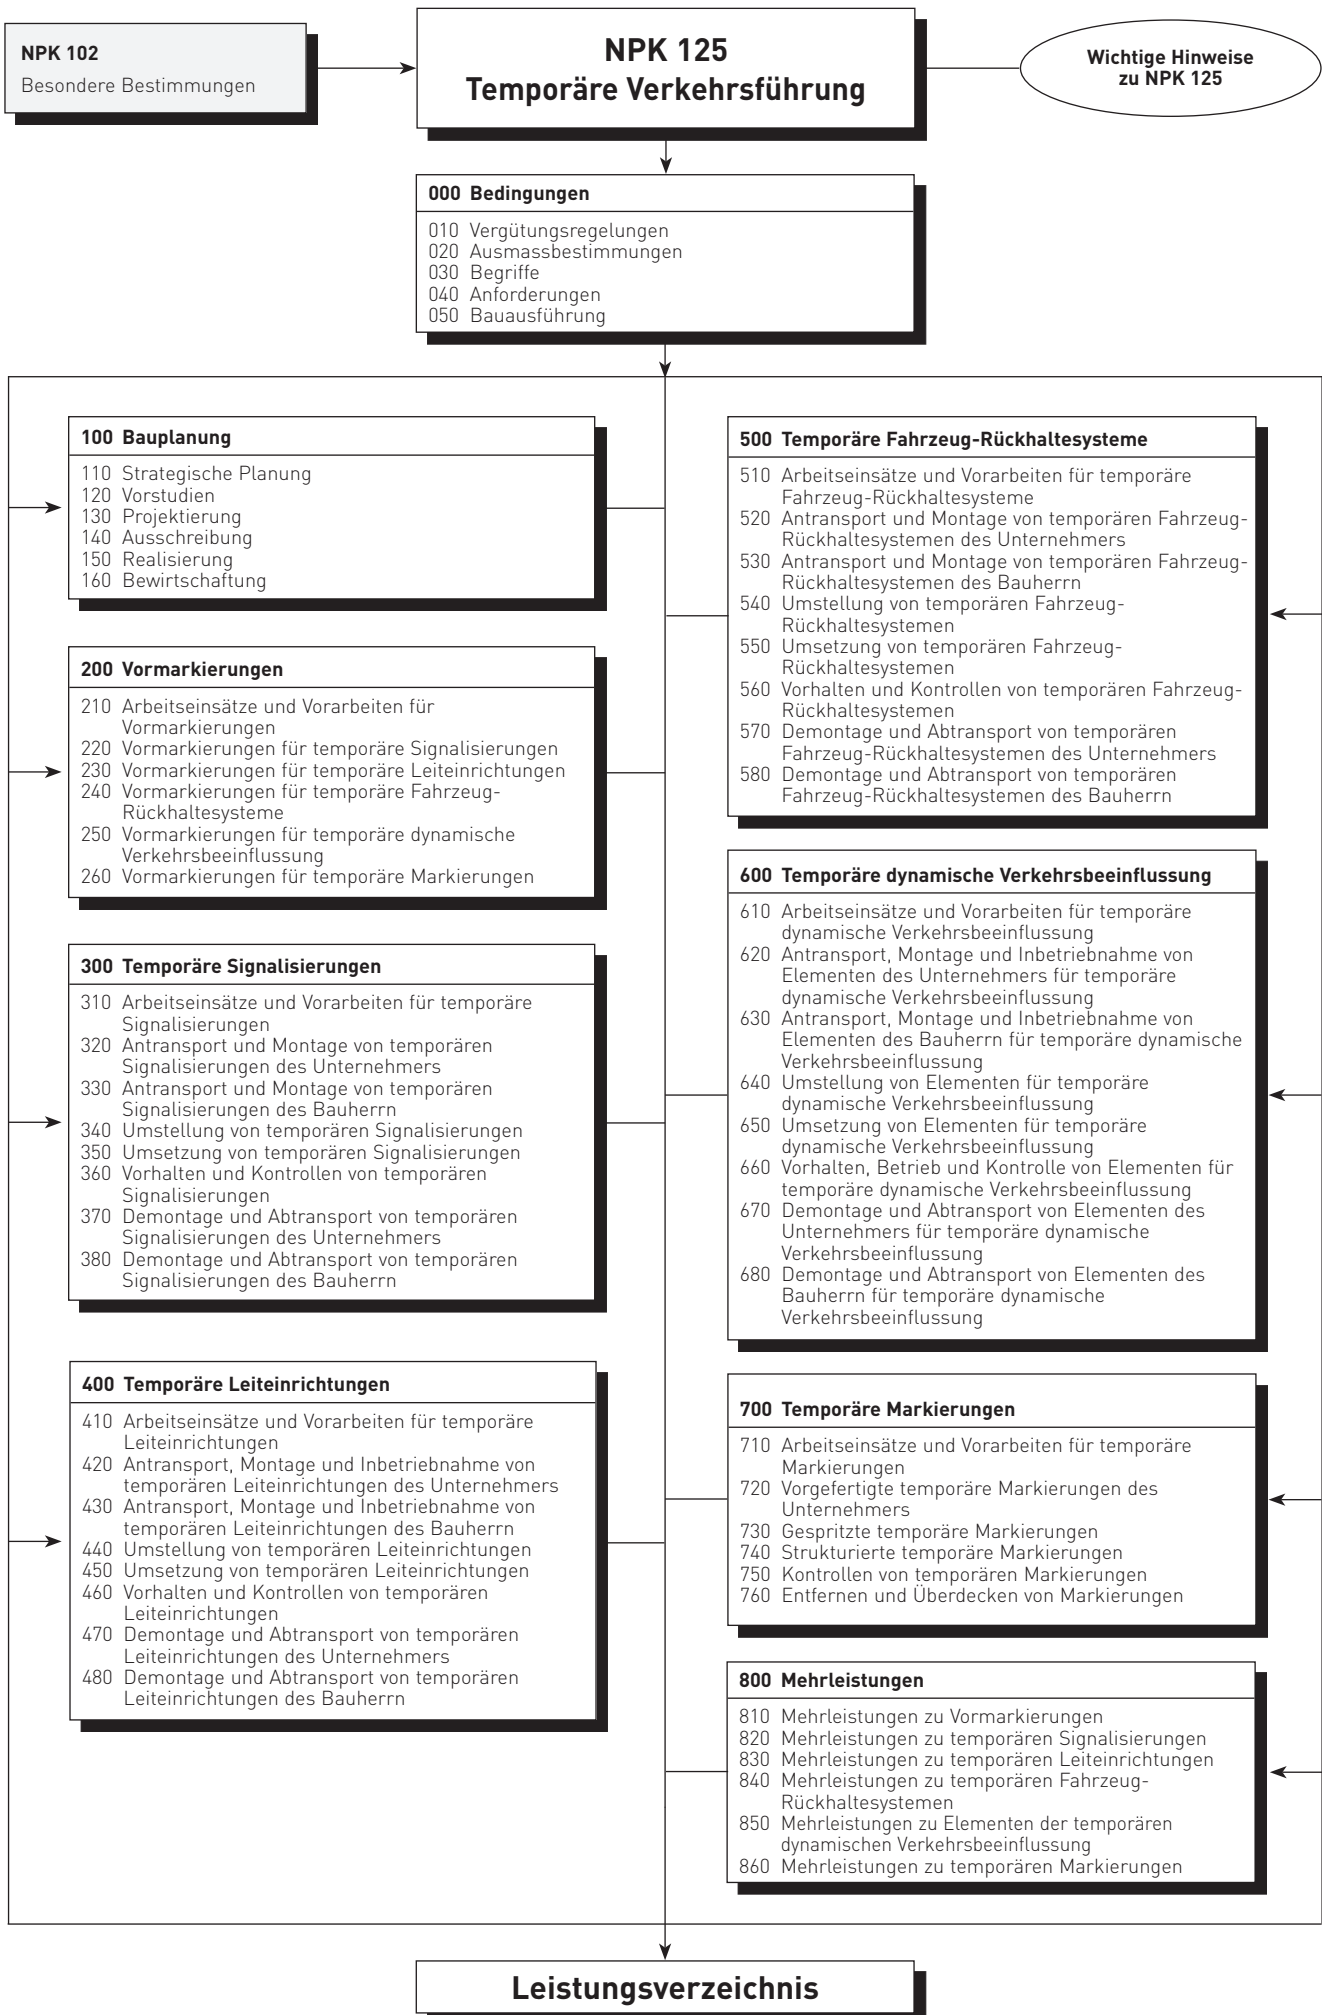 NPK 102
Besondere Bestimmungen
NPK 125
Temporäre Verkehrsführung
Wichtige Hinweise
zu NPK 125
000 Bedingungen
010 Vergütungsregelungen
020 Ausmassbestimmungen
030 Begriffe
040 Anforderungen
050 Bauausführung
100 Bauplanung
110 Strategische Planung
120 Vorstudien
130 Projektierung
140 Ausschreibung
150 Realisierung
160 Bewirtschaftung
200 Vormarkierungen
210 Arbeitseinsätze und Vorarbeiten für
Vormarkierungen
220 Vormarkierungen für temporäre Signalisierungen
230 Vormarkierungen für temporäre Leiteinrichtungen
240 Vormarkierungen für temporäre Fahrzeug-
Rückhaltesysteme
250 Vormarkierungen für temporäre dynamische
Verkehrsbeeinflussung
260 Vormarkierungen für temporäre Markierungen
300 Temporäre Signalisierungen
310 Arbeitseinsätze und Vorarbeiten für temporäre
Signalisierungen
320 Antransport und Montage von temporären
Signalisierungen des Unternehmers
330 Antransport und Montage von temporären
Signalisierungen des Bauherrn
340 Umstellung von temporären Signalisierungen
350 Umsetzung von temporären Signalisierungen
360 Vorhalten und Kontrollen von temporären
Signalisierungen
370 Demontage und Abtransport von temporären
Signalisierungen des Unternehmers
380 Demontage und Abtransport von temporären
Signalisierungen des Bauherrn
400 Temporäre Leiteinrichtungen
410 Arbeitseinsätze und Vorarbeiten für temporäre
Leiteinrichtungen
420 Antransport, Montage und Inbetriebnahme von
temporären Leiteinrichtungen des Unternehmers
430 Antransport, Montage und Inbetriebnahme von
temporären Leiteinrichtungen des Bauherrn
440 Umstellung von temporären Leiteinrichtungen
450 Umsetzung von temporären Leiteinrichtungen
460 Vorhalten und Kontrollen von temporären
Leiteinrichtungen
470 Demontage und Abtransport von temporären
Leiteinrichtungen des Unternehmers
480 Demontage und Abtransport von temporären
Leiteinrichtungen des Bauherrn
500 Temporäre Fahrzeug-Rückhaltesysteme
510 Arbeitseinsätze und Vorarbeiten für temporäre
Fahrzeug-Rückhaltesysteme
520 Antransport und Montage von temporären Fahrzeug-
Rückhaltesystemen des Unternehmers
530 Antransport und Montage von temporären Fahrzeug-
Rückhaltesystemen des Bauherrn
540 Umstellung von temporären Fahrzeug-
Rückhaltesystemen
550 Umsetzung von temporären Fahrzeug-
Rückhaltesystemen
560 Vorhalten und Kontrollen von temporären Fahrzeug-
Rückhaltesystemen
570 Demontage und Abtransport von temporären
Fahrzeug-Rückhaltesystemen des Unternehmers
580 Demontage und Abtransport von temporären
Fahrzeug-Rückhaltesystemen des Bauherrn
600 Temporäre dynamische Verkehrsbeeinflussung
610 Arbeitseinsätze und Vorarbeiten für temporäre
dynamische Verkehrsbeeinflussung
620 Antransport, Montage und Inbetriebnahme von
Elementen des Unternehmers für temporäre
dynamische Verkehrsbeeinflussung
630 Antransport, Montage und Inbetriebnahme von
Elementen des Bauherrn für temporäre dynamische
Verkehrsbeeinflussung
640 Umstellung von Elementen für temporäre
dynamische Verkehrsbeeinflussung
650 Umsetzung von Elementen für temporäre
dynamische Verkehrsbeeinflussung
660 Vorhalten, Betrieb und Kontrolle von Elementen für
temporäre dynamische Verkehrsbeeinflussung
670 Demontage und Abtransport von Elementen des
Unternehmers für temporäre dynamische
Verkehrsbeeinflussung
680 Demontage und Abtransport von Elementen des
Bauherrn für temporäre dynamische
Verkehrsbeeinflussung
700 Temporäre Markierungen
710 Arbeitseinsätze und Vorarbeiten für temporäre
Markierungen
720 Vorgefertigte temporäre Markierungen des
Unternehmers
730 Gespritzte temporäre Markierungen
740 Strukturierte temporäre Markierungen
750 Kontrollen von temporären Markierungen
760 Entfernen und Überdecken von Markierungen
800 Mehrleistungen
810 Mehrleistungen zu Vormarkierungen
820 Mehrleistungen zu temporären Signalisierungen
830 Mehrleistungen zu temporären Leiteinrichtungen
840 Mehrleistungen zu temporären Fahrzeug-
Rückhaltesystemen
850 Mehrleistungen zu Elementen der temporären
dynamischen Verkehrsbeeinflussung
860 Mehrleistungen zu temporären Markierungen
Leistungsverzeichnis